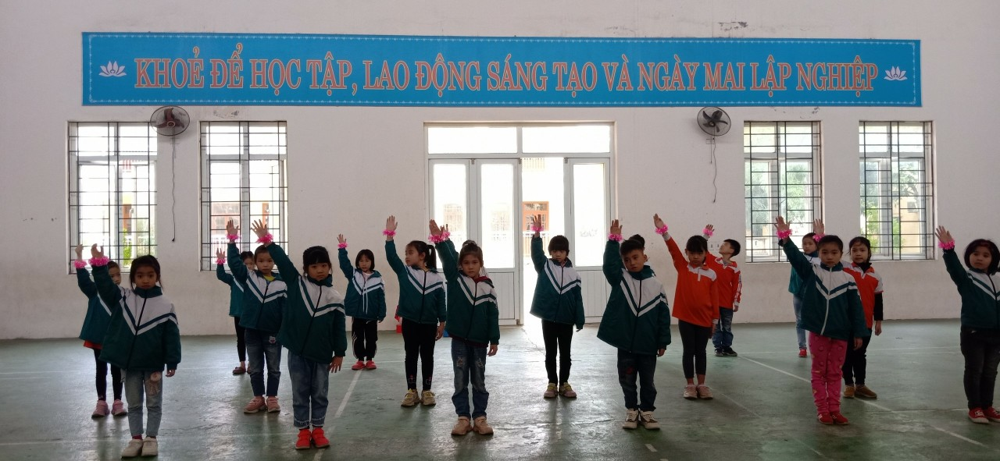 KHOẺ ĐỂ HỌC TẬP, LAO ĐỘNG SÁNG TẠO VÀ NGÀY MAI LẬP NGHIỆP